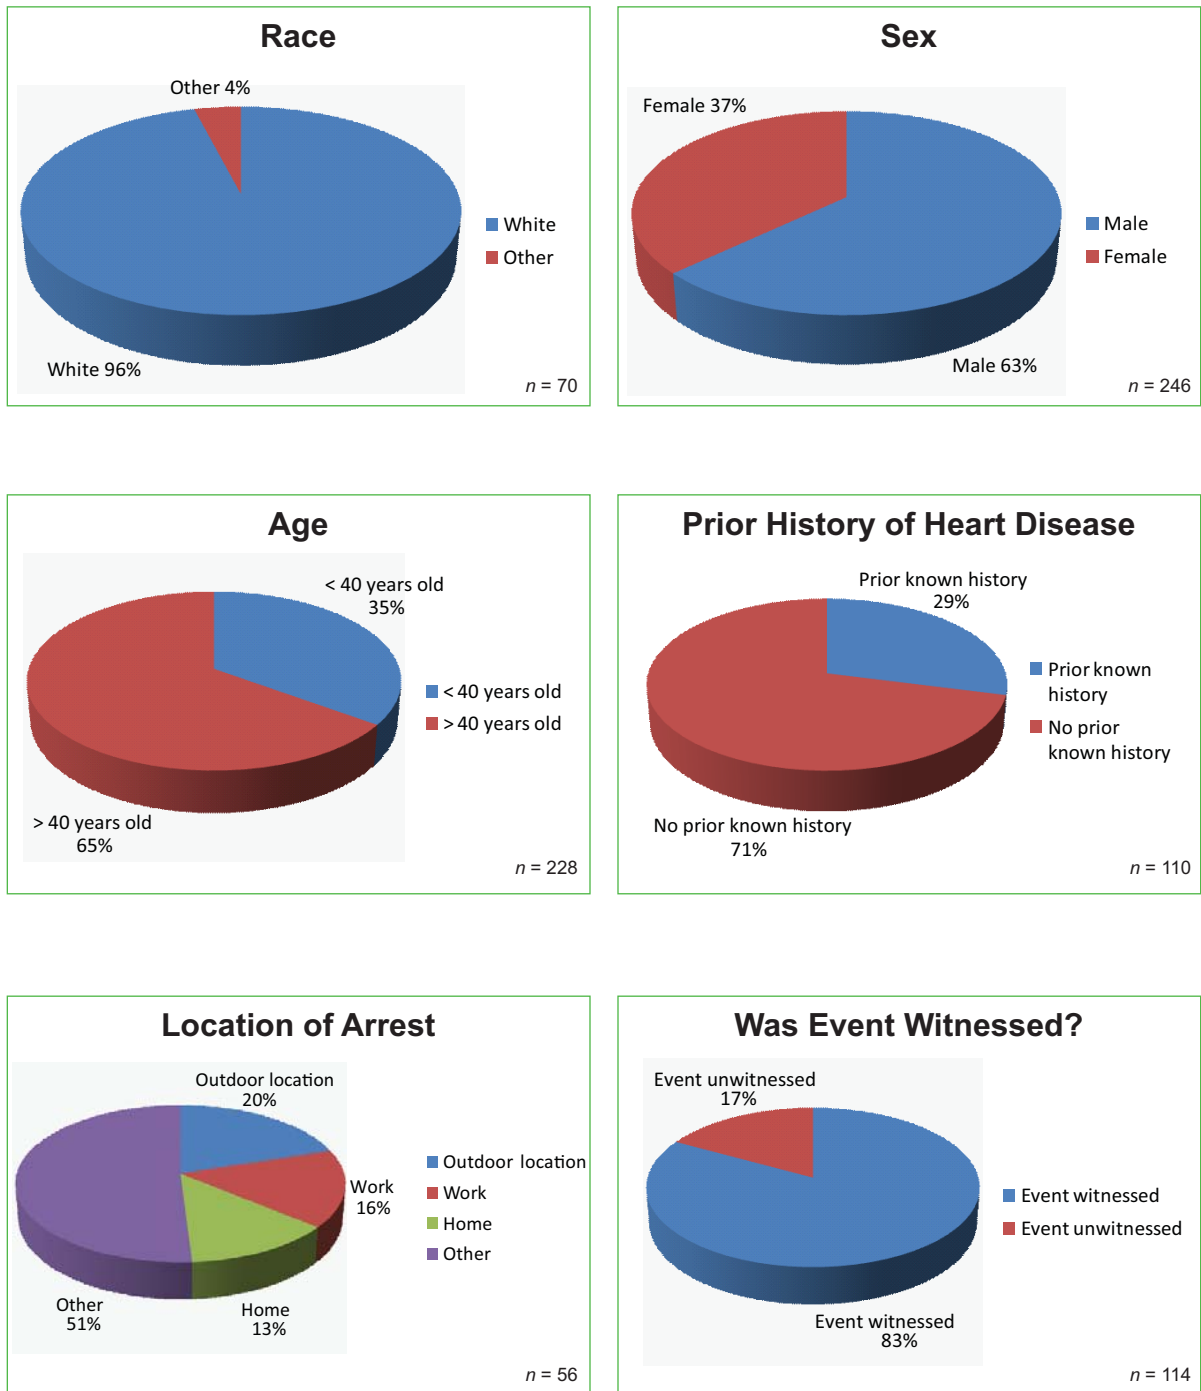 Race
Other 4%
White
Other
White 96%
n = 70
Sex
Female 37%
Male
Female
Male 63%
n = 246
Age
< 40 years old
35%
< 40 years old
> 40 years old
> 40 years old
65%
n = 228
Prior History of Heart Disease
Prior known history
29%
Prior known
history
No prior
known history
No prior known history
71%
n = 110
Location of Arrest
Outdoor location
20%
Outdoor location
Work
Home
Other
Work
16%
Other
51%
Home
13%
n = 56
Was Event Witnessed?
Event unwitnessed
17%
Event witnessed
Event unwitnessed
Event witnessed
83%
n = 114